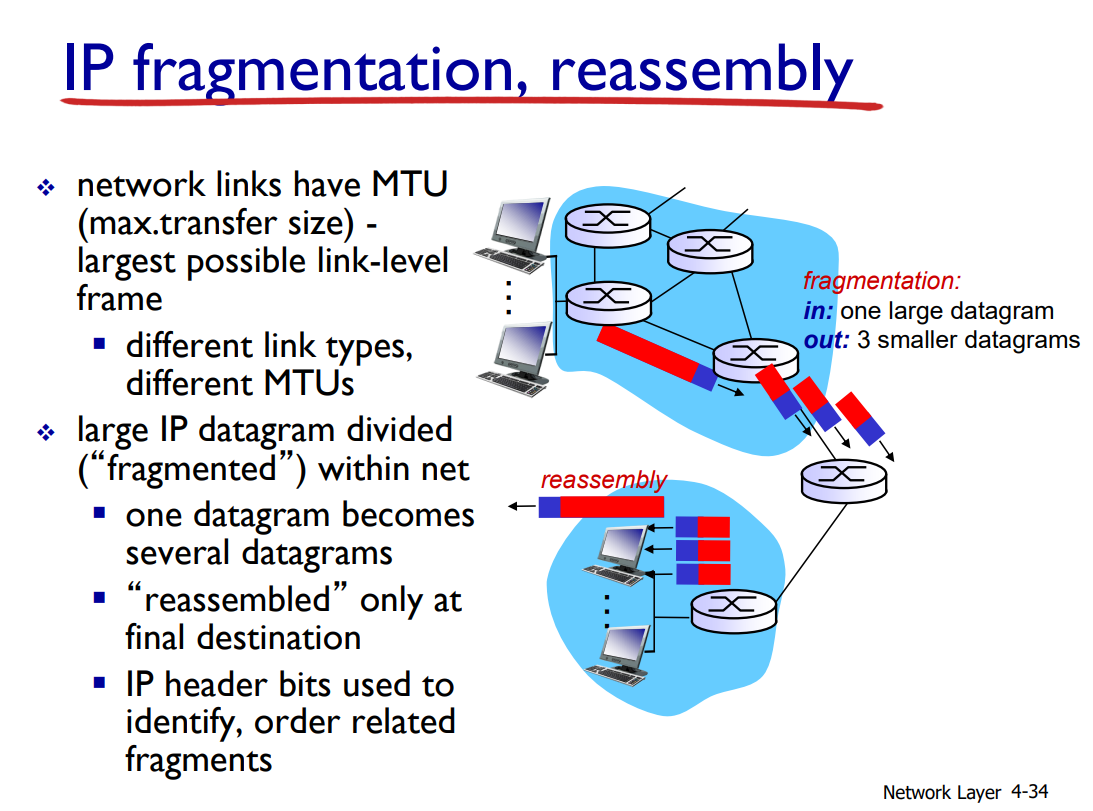 IP fragmentation, reassembly
network links have MTU
(max.transfer size) -
largest possible link-level
frame
different link types,
different MTUs
large IP datagram divided
(“fragmented”) within net
one datagram becomes
several datagrams
“reassembled” only at
final destination
IP header bits used to
identify, order related
fragments
fragmentation:
in: one large datagram
out: 3 smaller datagrams
reassembly
Network Layer 4-34